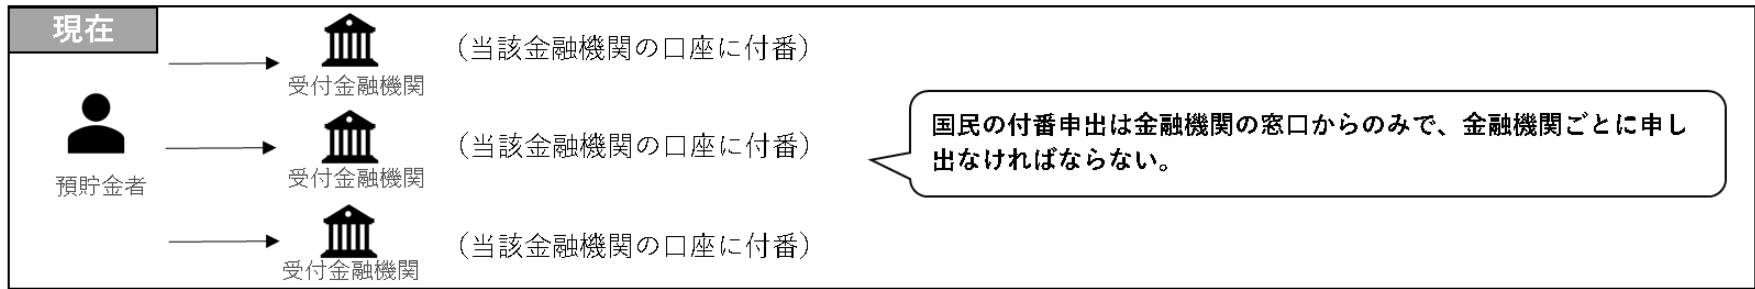 現在
(当該金融機関の口座に付番)
受付金融機関
預貯金者
(当該金融機関の口座に付番)
受付金融機関
国民の付番申出は金融機関の窓口からのみで、金融機関ごとに申し
出なければならない。
(当該金融機関の口座に付番)
受付金融機関